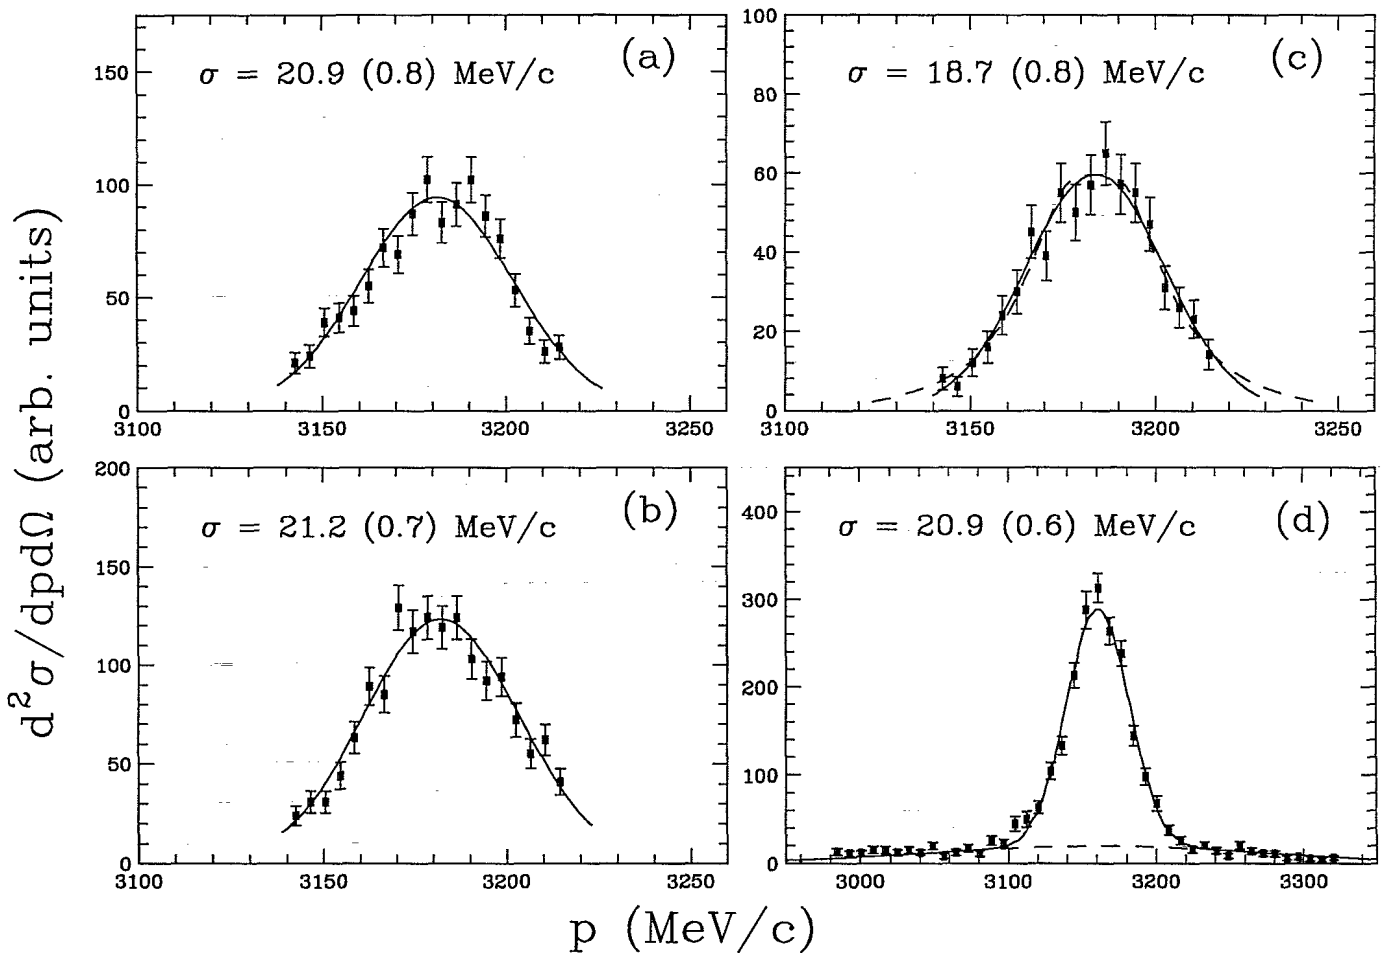 (a)
σ = 20.9 (0.8) MeV/c
150
100
50
0
3100 3150 3200 3250
(c)
σ = 18.7 (0.8) MeV/c
100
80
60
40
20
0
3100 3150 3200 3250
(b)
σ = 21.2 (0.7) MeV/c
200
150
100
50
0
3100 3150 3200 3250
(d)
σ = 20.9 (0.6) MeV/c
400
300
200
100
0
3000 3100 3200 3300
d²σ/dpdΩ (arb. units)
p (MeV/c)